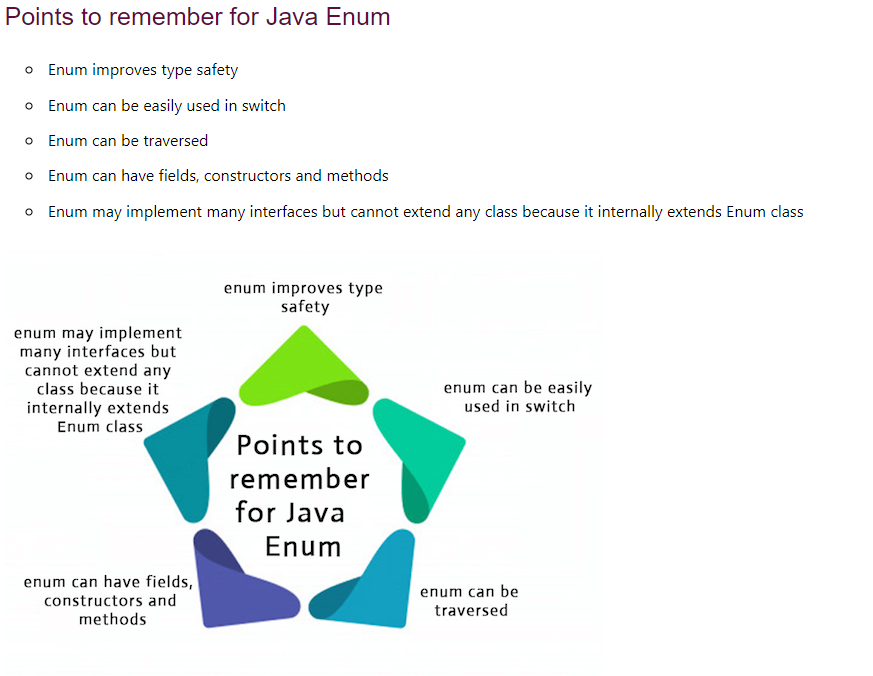 Points to remember for Java Enum
Enum improves type safety
Enum can be easily used in switch
Enum can be traversed
Enum can have fields, constructors and methods
Enum may implement many interfaces but cannot extend any class because it internally extends Enum class
enum improves type
safety
enum may implement
many interfaces but
cannot extend any
class because it
internally extends
Enum class
enum can be easily
used in switch
Points to
remember
for Java
Enum
enum can have fields,
constructors and
methods
enum can be
traversed